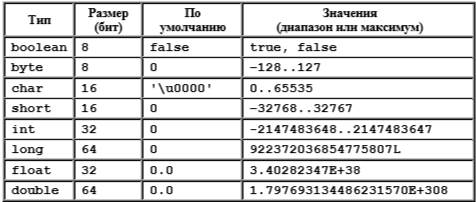 Тип Размер (бит) По умолчанию Значения (диапазон или максимум)
boolean 8 false true, false
byte 8 0 -128..127
char 16 '\u0000' 0..65535
short 16 0 -32768..32767
int 32 0 -2147483648..2147483647
long 64 0 922372036854775807L
float 32 0.0 3.40282347E+38
double 64 0.0 1.797693134486231570E+308